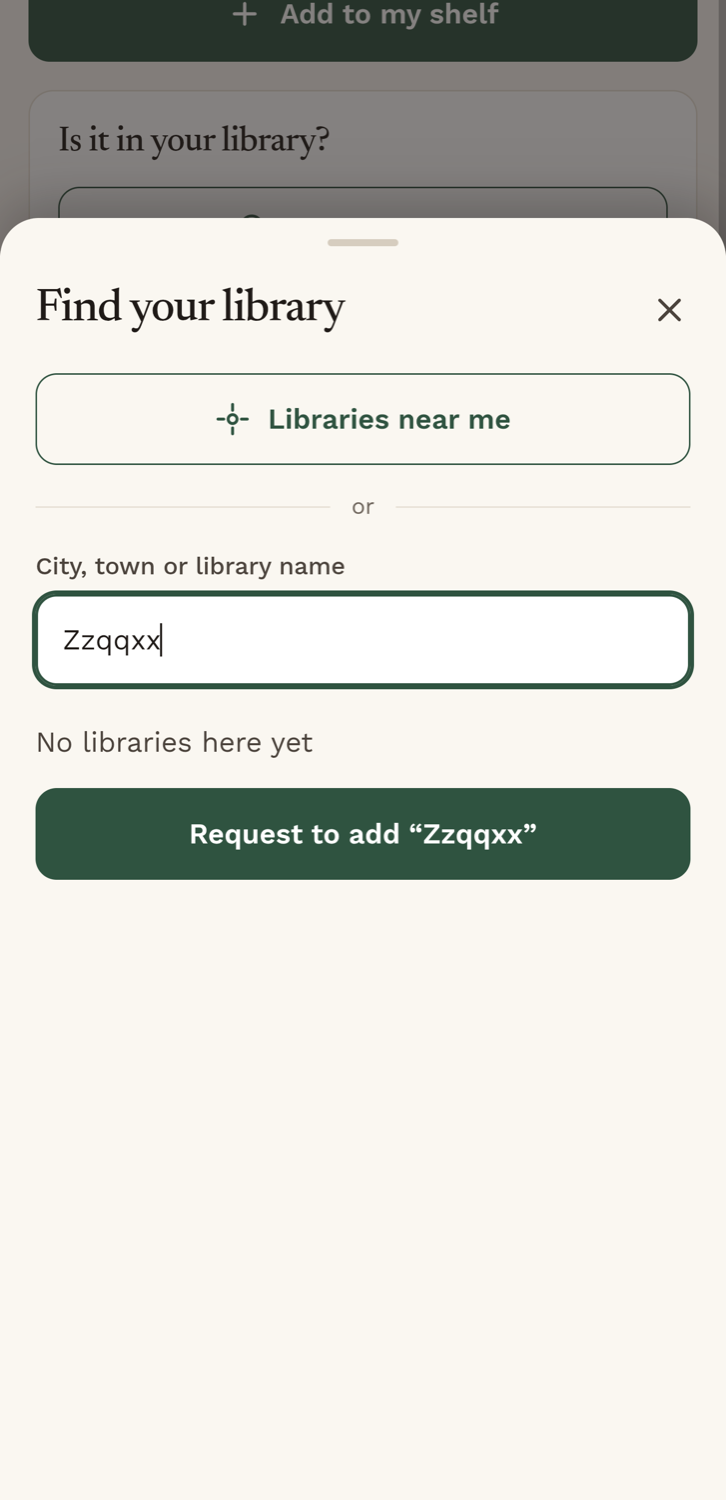 Add to my shelf
Is it in your library?
Find your library
Libraries near me
or
City, town or library name
Zzqqxx
No libraries here yet
Request to add “Zzqqxx”